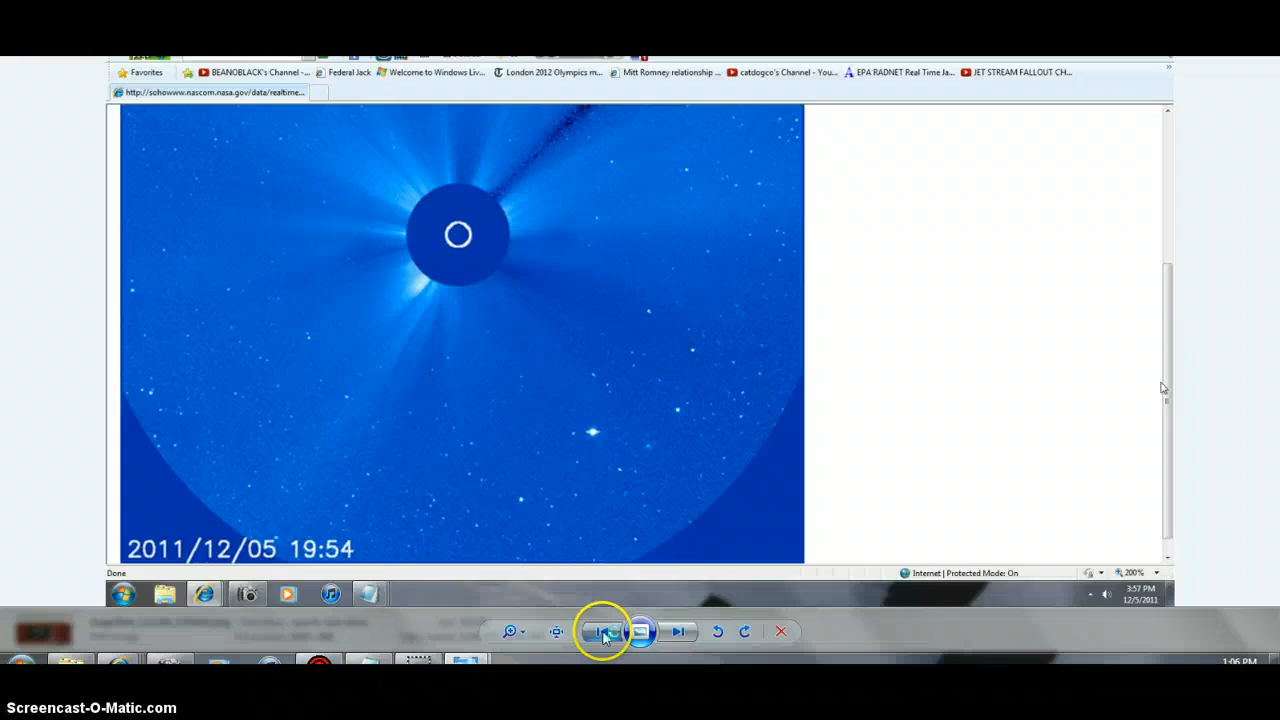 Favorites BEANOBLACK's Channel -... Federal Jack Welcome to Windows Liv... London 2012 Olympics m... Mitt Romney relationship ... catdogco's Channel - You... EPA RADNET Real Time Ja... JET STREAM FALLOUT CH...
http://sohowww.nascom.nasa.gov/data/realtime...
2011/12/05 19:54
Done Internet | Protected Mode: On 200%
3:57 PM
12/5/2011
1:06 PM
Screencast-O-Matic.com